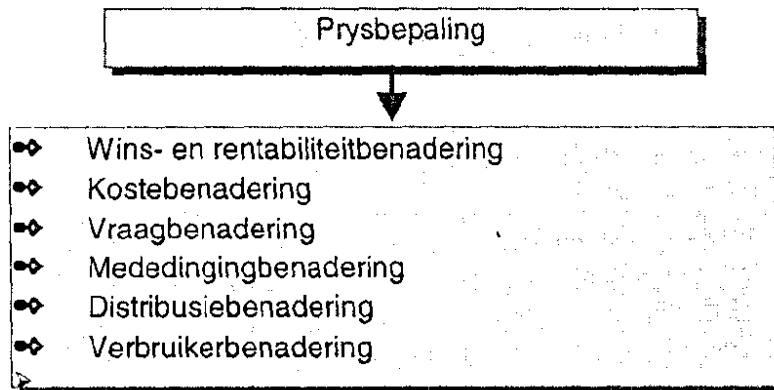 Prysbepaling
Wins- en rentabiliteitbenadering
Kostebenadering
Vraagbenadering
Mededingingbenadering
Distribusiebenadering
Verbruikerbenadering